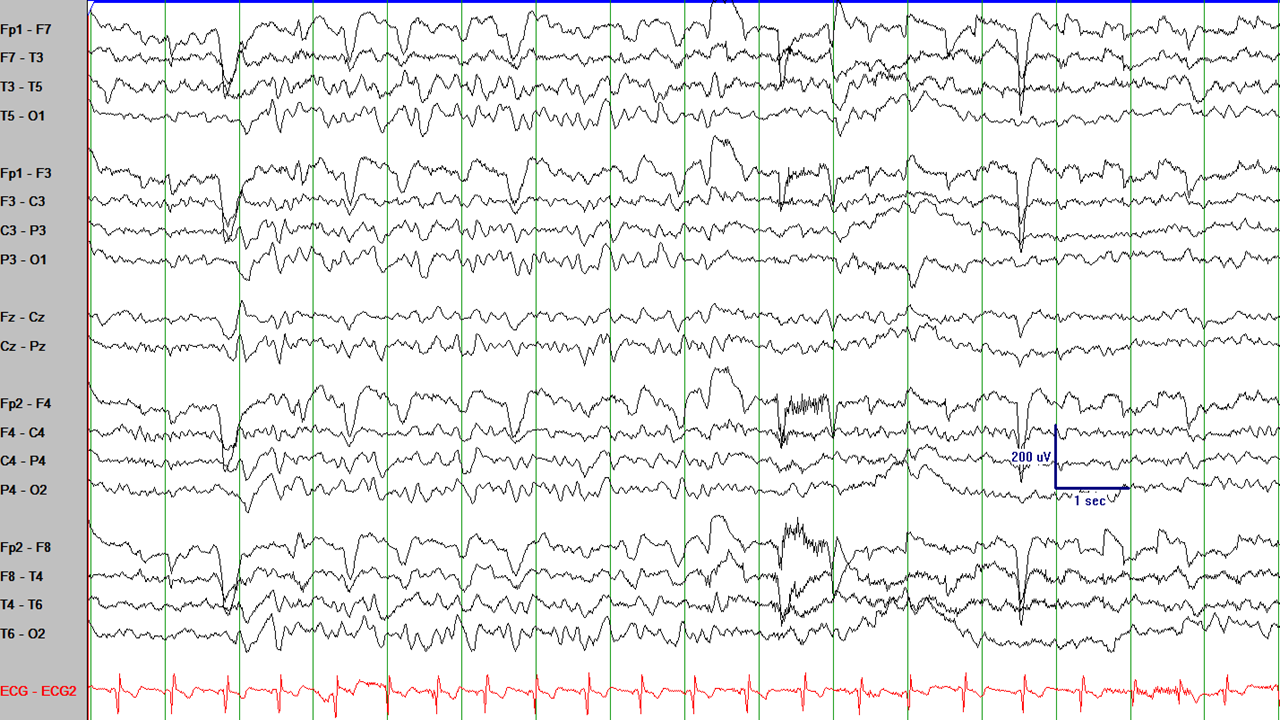 Fp1 - F7
F7 - T3
T3 - T5
T5 - O1
Fp1 - F3
F3 - C3
C3 - P3
P3 - O1
Fz - Cz
Cz - Pz
Fp2 - F4
F4 - C4
C4 - P4
200 uV
P4 - O2
1 sec
Fp2 - F8
F8 - T4
T4 - T6
T6 - O2
ECG - ECG2